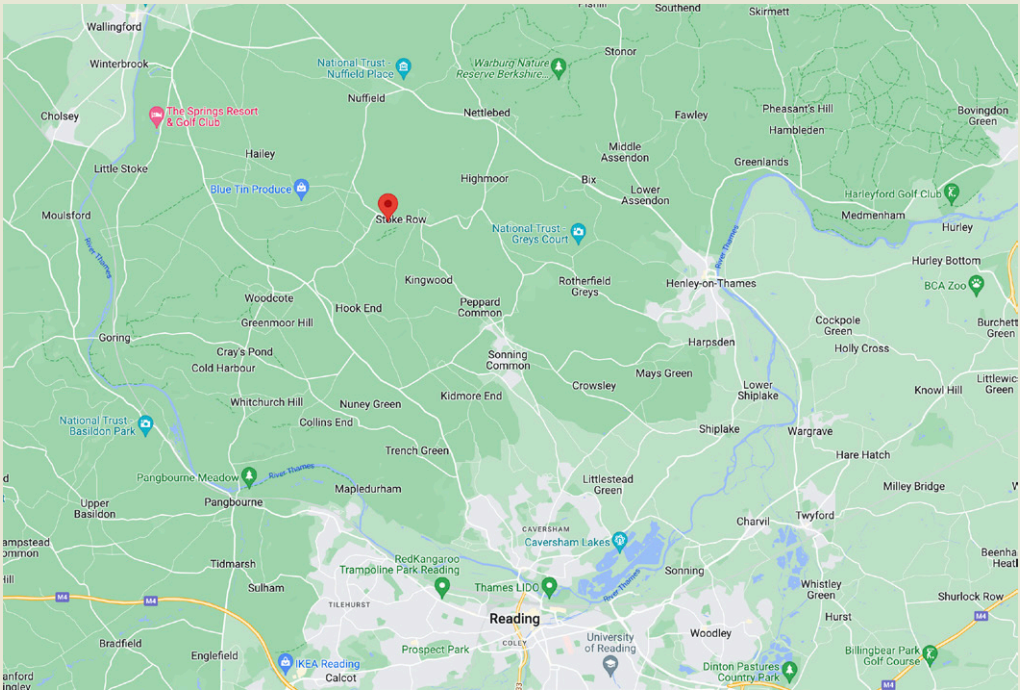 Wallingford
Southend
Skirmett
Stonor
Winterbrook
National Trust -
Nuffield Place
Warburg Nature
Reserve Berkshire...
Nuffield
Nettlebed
Cholsey
The Springs Resort
& Golf Club
Fawley
Pheasant's Hill
Hambleden
Bovingdon
Green
Hailey
Middle
Assendon
Greenlands
Little Stoke
Highmoor
Bix
Lower
Assendon
Blue Tin Produce
Harleyford Golf Club
Moulsford
Stoke Row
Medmenham
Hurley
National Trust -
Greys Court
River Thames
River Thames
Hurley Bottom
Kingwood
Rotherfield
Greys
Henley-on-Thames
BCA Zoo
Woodcote
Hook End
Peppard
Common
Greenmoor Hill
Cockpole
Green
Burchett
Green
Goring
Harpsden
Holly Cross
Cray's Pond
Cold Harbour
Sonning
Common
Mays Green
Crowsley
Lower
Shiplake
Knowl Hill
Littlewic
Green
Whitchurch Hill
Nuney Green
Kidmore End
National Trust -
Basildon Park
Collins End
Shiplake
Wargrave
Trench Green
Hare Hatch
Pangbourne Meadow
River Thames
Mapledurham
Littlestead
Green
Milley Bridge
Upper
Basildon
Pangbourne
Charvil
Twyford
CAVERSHAM
Caversham Lakes
ampstead
ommon
Tidmarsh
RedKangaroo
Trampoline Park Reading
Sonning
Beenha
Heath
Sulham
Thames LIDO
River Thames
Whistley
Green
Shurlock Row
M4
M4
TILEHURST
Reading
Hurst
M4
Bradfield
COLEY
University
of Reading
Woodley
Englefield
Prospect Park
Billingbear Park
Golf Course
IKEA Reading
Calcot
Dinton Pastures
Country Park
M4